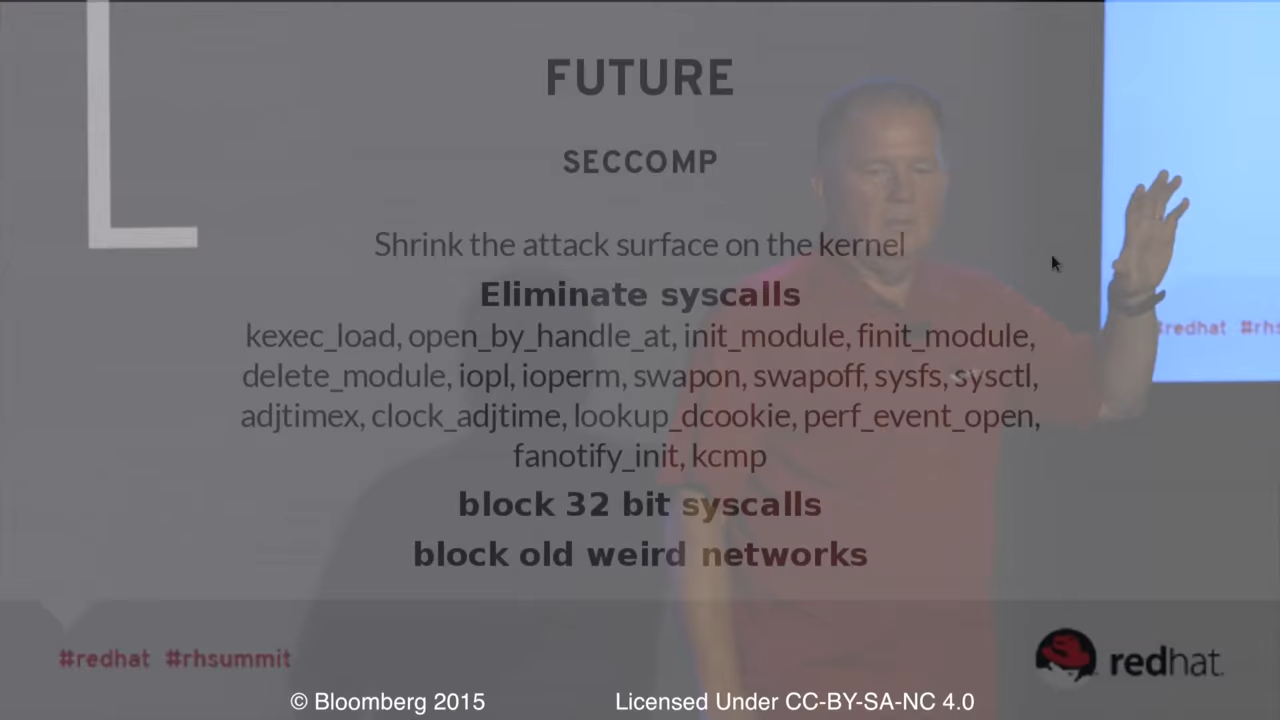 FUTURE
SECCOMP
Shrink the attack surface on the kernel
Eliminate syscalls
kexec_load, open_by_handle_at, init_module, finit_module,
delete_module, iopl, ioperm, swapon, swapoff, sysfs, sysctl,
adjtimex, clock_adjtime, lookup_dcookie, perf_event_open,
fanotify_init, kcmp
block 32 bit syscalls
block old weird networks
#redhat #rhsummit
redhat.
redhat #rhs
© Bloomberg 2015
Licensed Under CC-BY-SA-NC 4.0